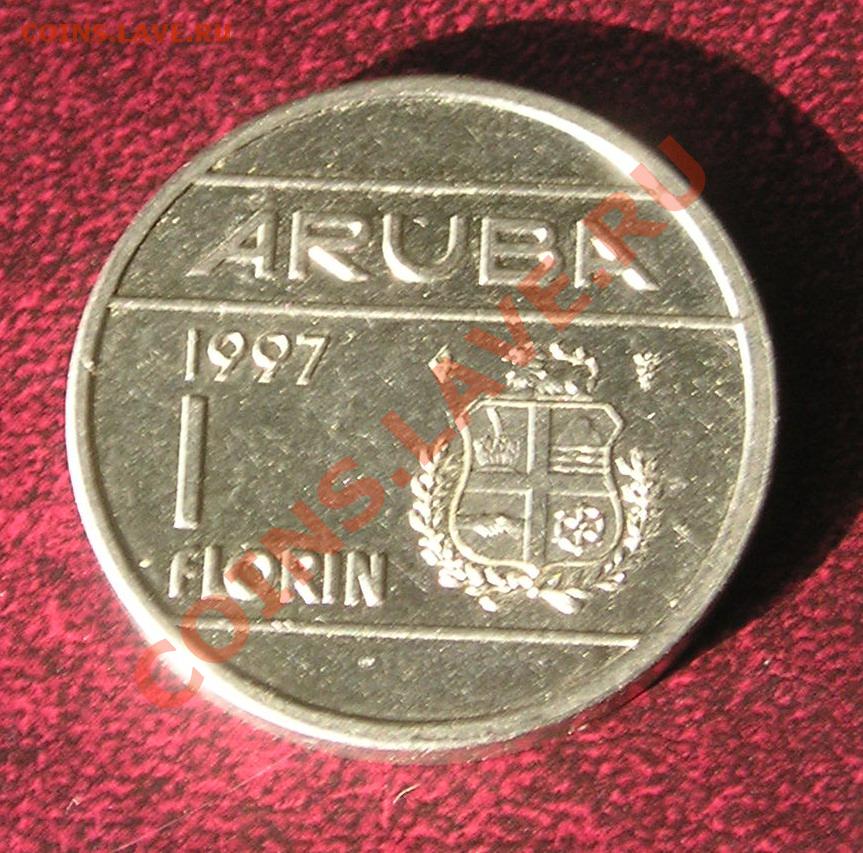 COINS.LAVE.RU
ARUBA
1997
1
FLORIN
COINS.LAVE.RU